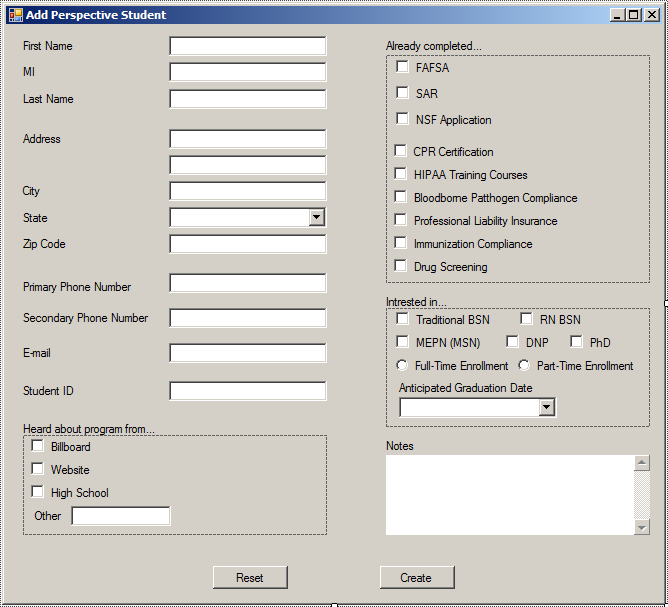 Add Perspective Student
First Name
MI
Last Name
Address
City
State
Zip Code
Primary Phone Number
Secondary Phone Number
E-mail
Student ID
Heard about program from...
Billboard
Website
High School
Other
Already completed...
FAFSA
SAR
NSF Application
CPR Certification
HIPAA Training Courses
Bloodborne Patthogen Compliance
Professional Liability Insurance
Immunization Compliance
Drug Screening
Intrested in...
Traditional BSN RN BSN
MEPN (MSN) DNP PhD
Full-Time Enrollment Part-Time Enrollment
Anticipated Graduation Date
Notes
Reset Create